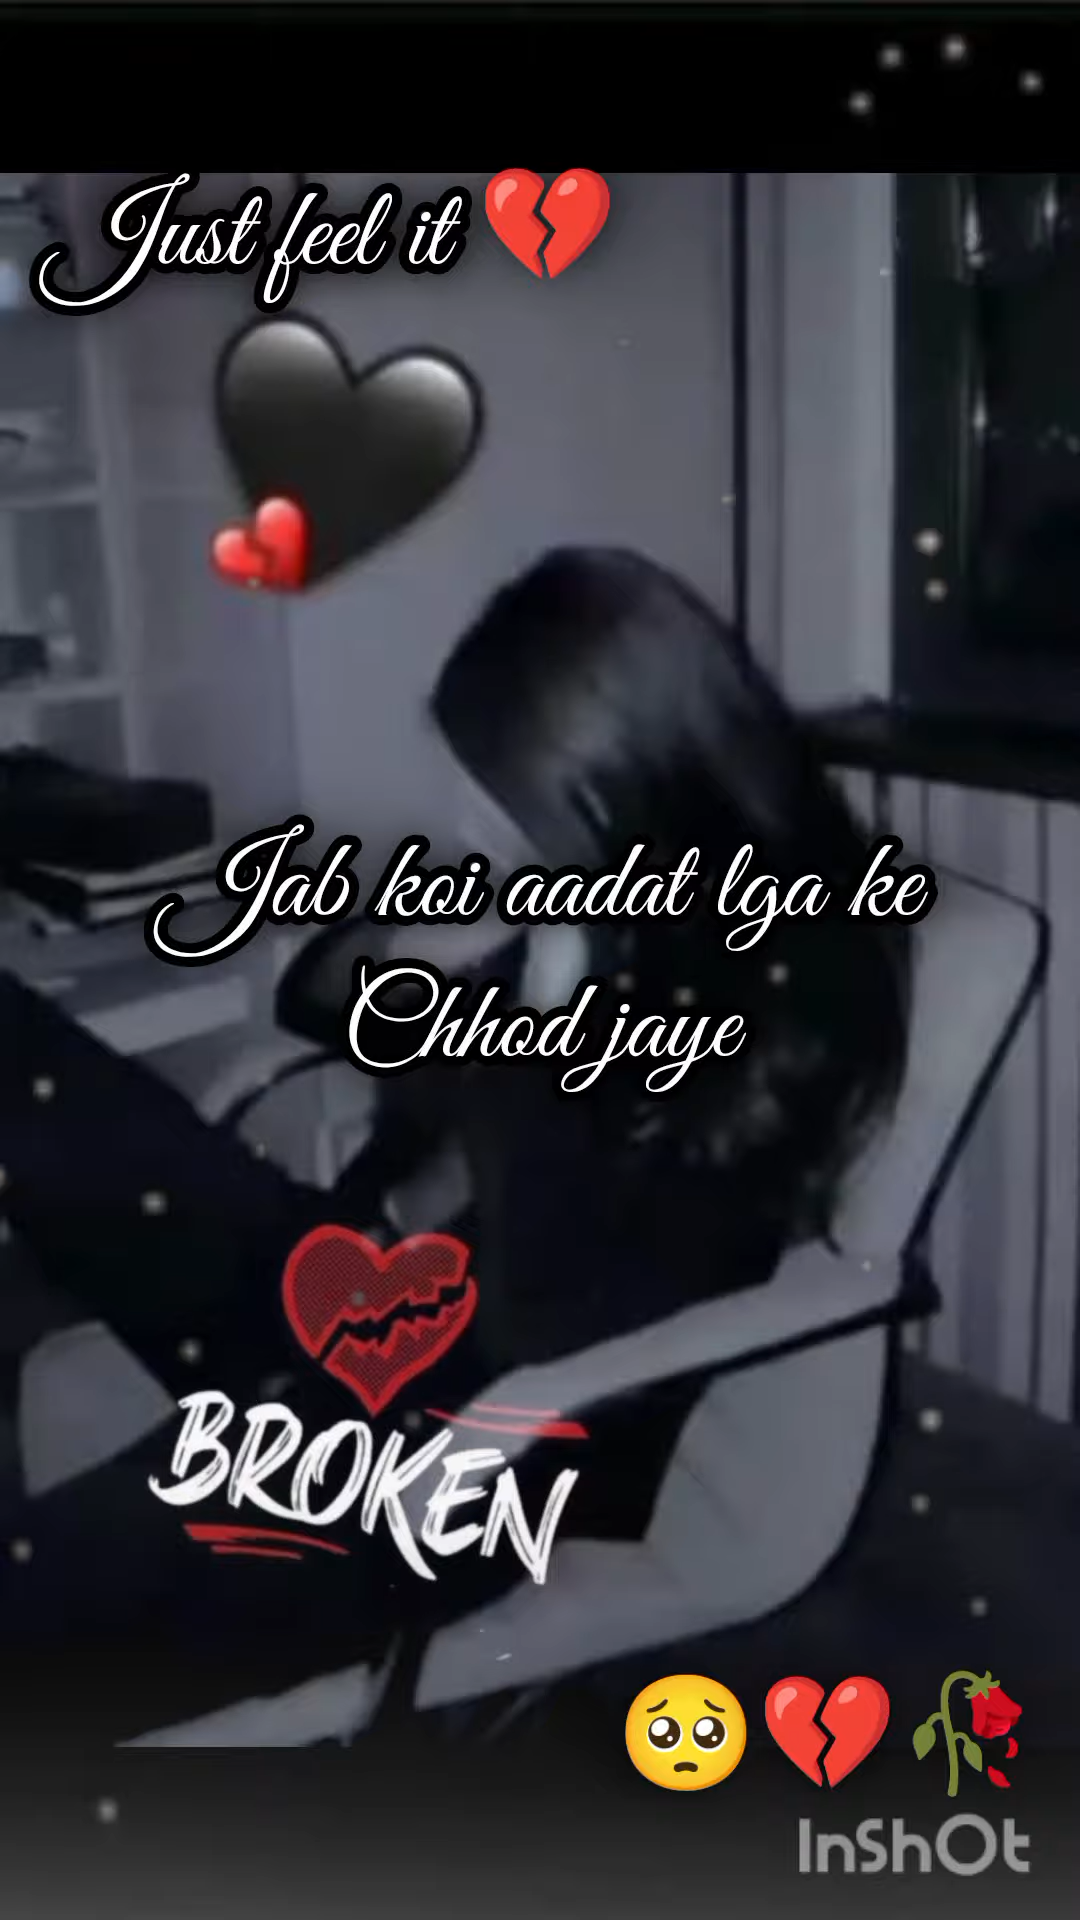 Just feel it 💔
Jab koi aadat lga ke
Chhod jaye
BROKEN
🥺💔🥀
InShOt